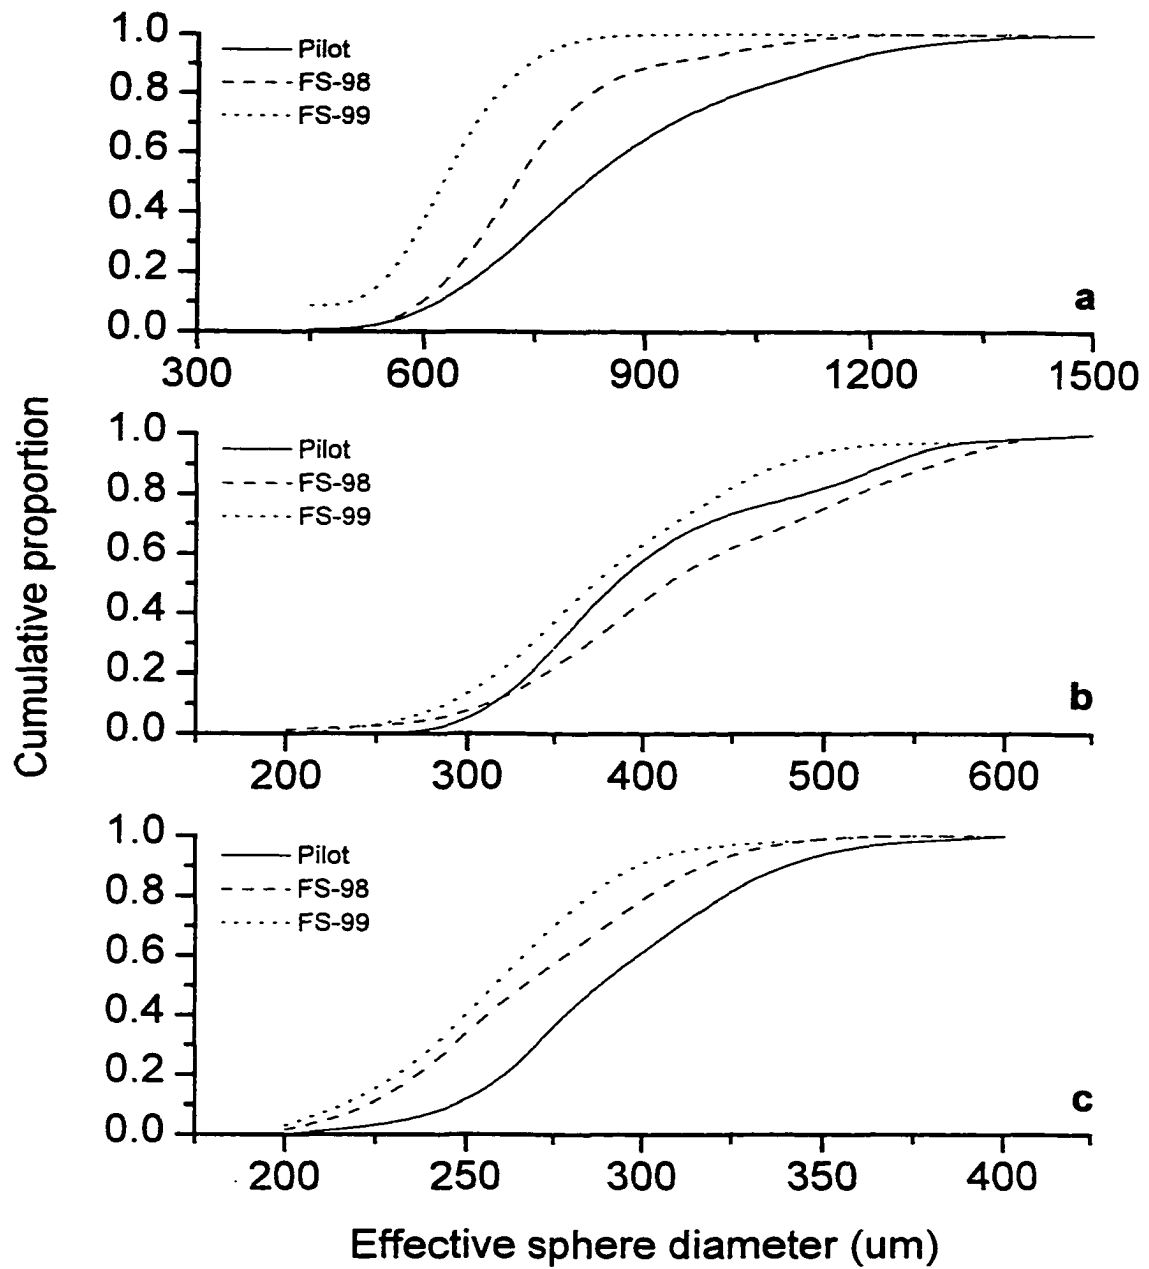 1.0
0.8
0.6
0.4
0.2
0.0
Pilot
FS-98
FS-99
a
300 600 900 1200 1500
Cumulative proportion
1.0
0.8
0.6
0.4
0.2
0.0
Pilot
FS-98
FS-99
b
200 300 400 500 600
1.0
0.8
0.6
0.4
0.2
0.0
Pilot
FS-98
FS-99
c
200 250 300 350 400
Effective sphere diameter (um)